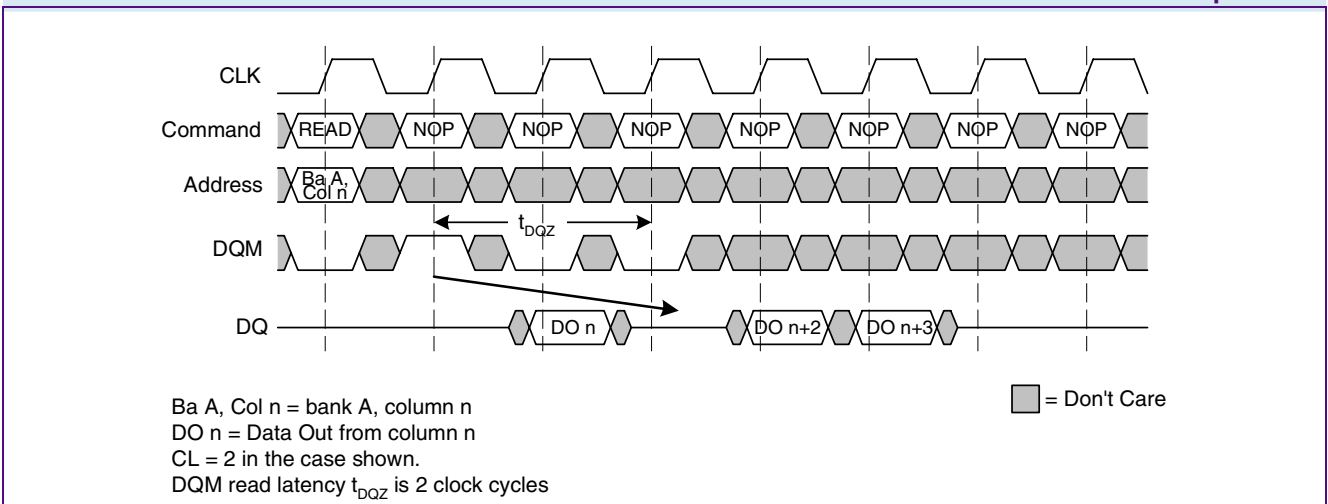 CLK
Command READ NOP NOP NOP NOP NOP NOP NOP
Address Ba A,
Col n
tDQZ
DQM
DQ DO n DO n+2 DO n+3
Ba A, Col n = bank A, column n
DO n = Data Out from column n
CL = 2 in the case shown.
DQM read latency tDQZ is 2 clock cycles
= Don't Care